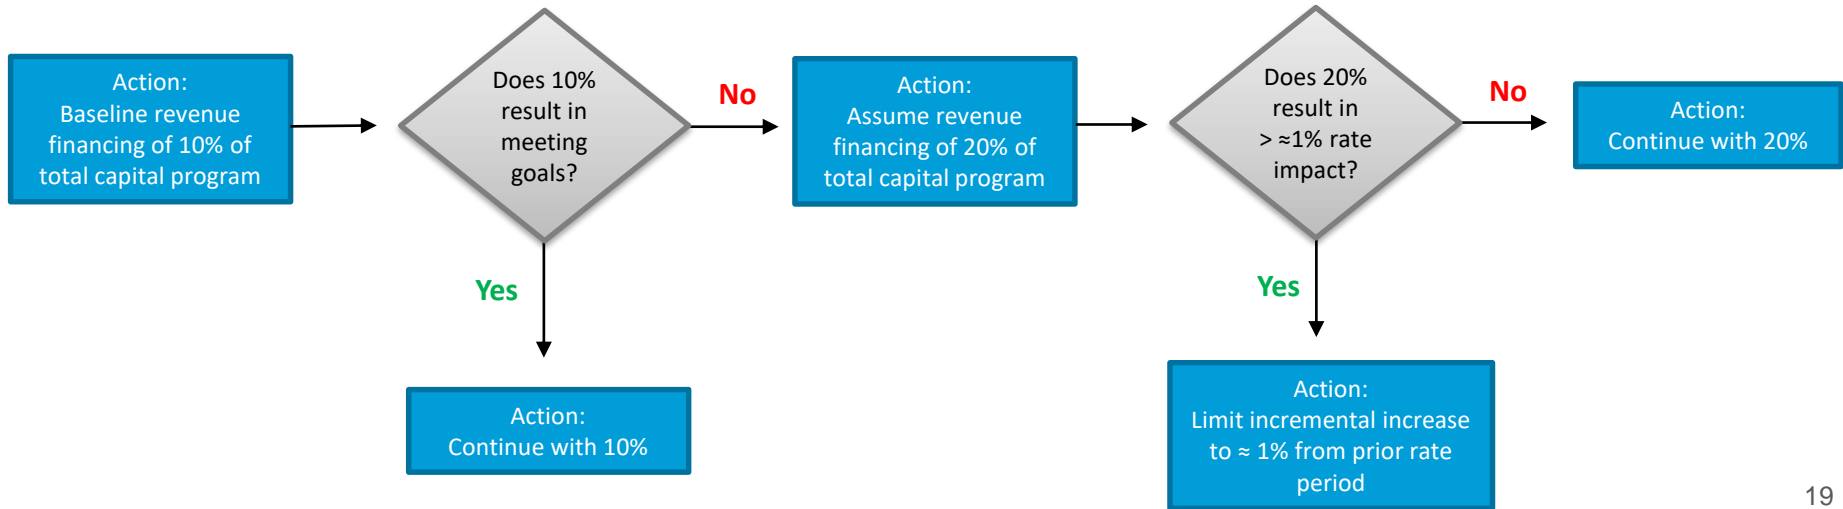 Action:
Baseline revenue
financing of 10% of
total capital program
Does 10%
result in
meeting
goals?
No
Action:
Assume revenue
financing of 20% of
total capital program
Does 20%
result in
> ≈1% rate
impact?
No
Action:
Continue with 20%
Yes
Action:
Continue with 10%
Yes
Action:
Limit incremental increase
to ≈ 1% from prior rate
period
19